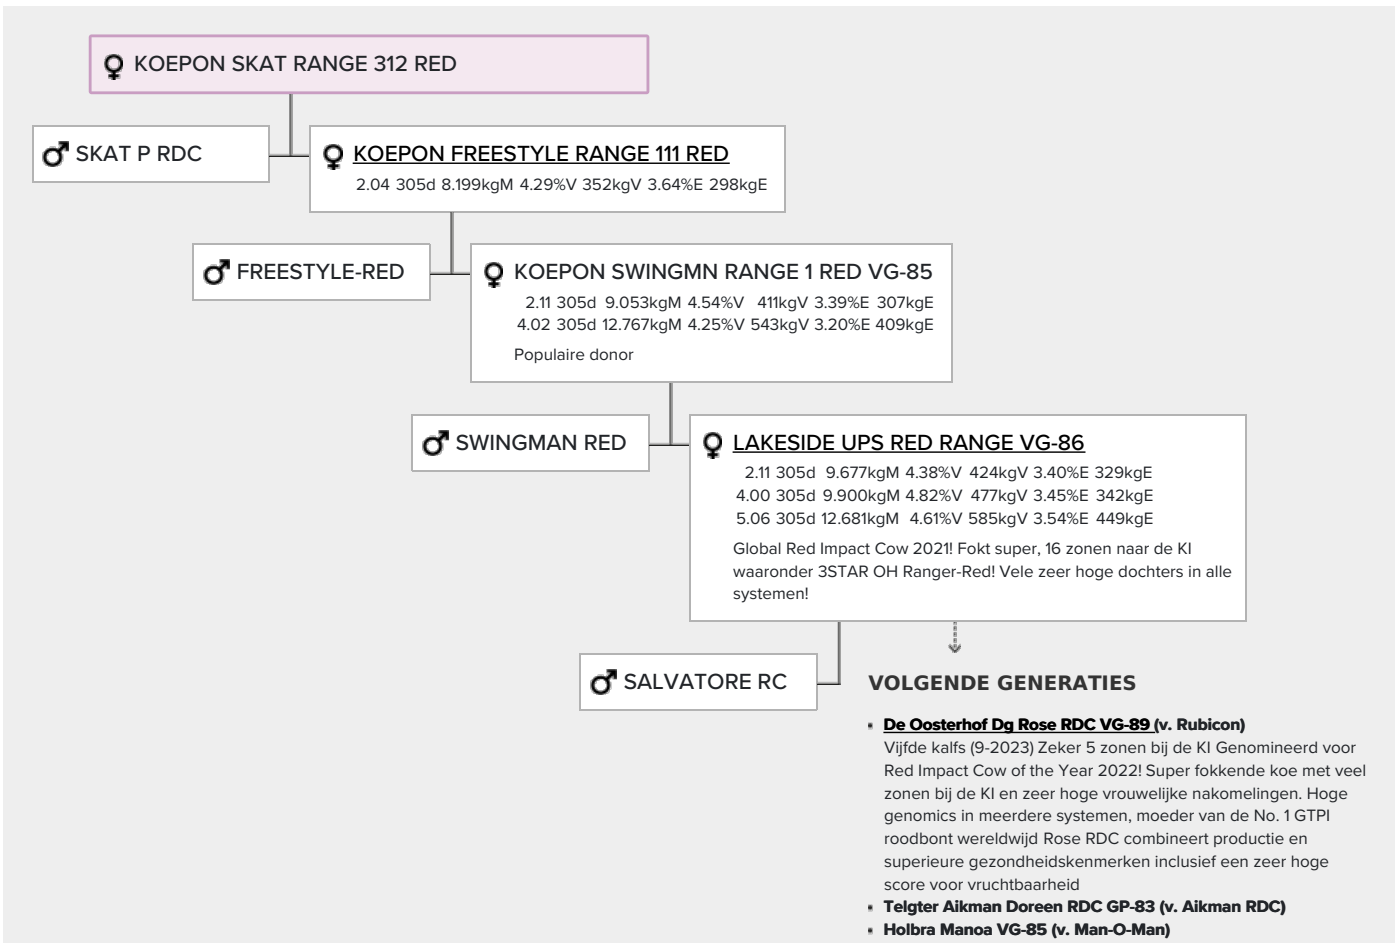 KOEPON SKAT RANGE 312 RED
SKAT P RDC
KOEPON FREESTYLE RANGE 111 RED
2.04 305d 8.199kgM 4.29%V 352kgV 3.64%E 298kgE
FREESTYLE-RED
KOEPON SWINGMN RANGE 1 RED VG-85
2.11 305d 9.053kgM 4.54%V 411kgV 3.39%E 307kgE
4.02 305d 12.767kgM 4.25%V 543kgV 3.20%E 409kgE
Populaire donor
SWINGMAN RED
LAKESIDE UPS RED RANGE VG-86
2.11 305d 9.677kgM 4.38%V 424kgV 3.40%E 329kgE
4.00 305d 9.900kgM 4.82%V 477kgV 3.45%E 342kgE
5.06 305d 12.681kgM 4.61%V 585kgV 3.54%E 449kgE
Global Red Impact Cow 2021! Fokt super, 16 zonen naar de KI
waaronder 3STAR OH Ranger-Red! Vele zeer hoge dochters in alle
systemen!
SALVATORE RC
VOLGENDE GENERATIES
De Oosterhof Dg Rose RDC VG-89 (v. Rubicon)
Vijfde kalfs (9-2023) Zeker 5 zonen bij de KI Genomineerd voor
Red Impact Cow of the Year 2022! Super fokkende koe met veel
zonen bij de KI en zeer hoge vrouwelijke nakomelingen. Hoge
genomics in meerdere systemen, moeder van de No. 1 GTPI
roodbont wereldwijd Rose RDC combineert productie en
superieure gezondheidskenmerken inclusief een zeer hoge
score voor vruchtbaarheid
Telgter Aikman Doreen RDC GP-83 (v. Aikman RDC)
Holbra Manoa VG-85 (v. Man-O-Man)